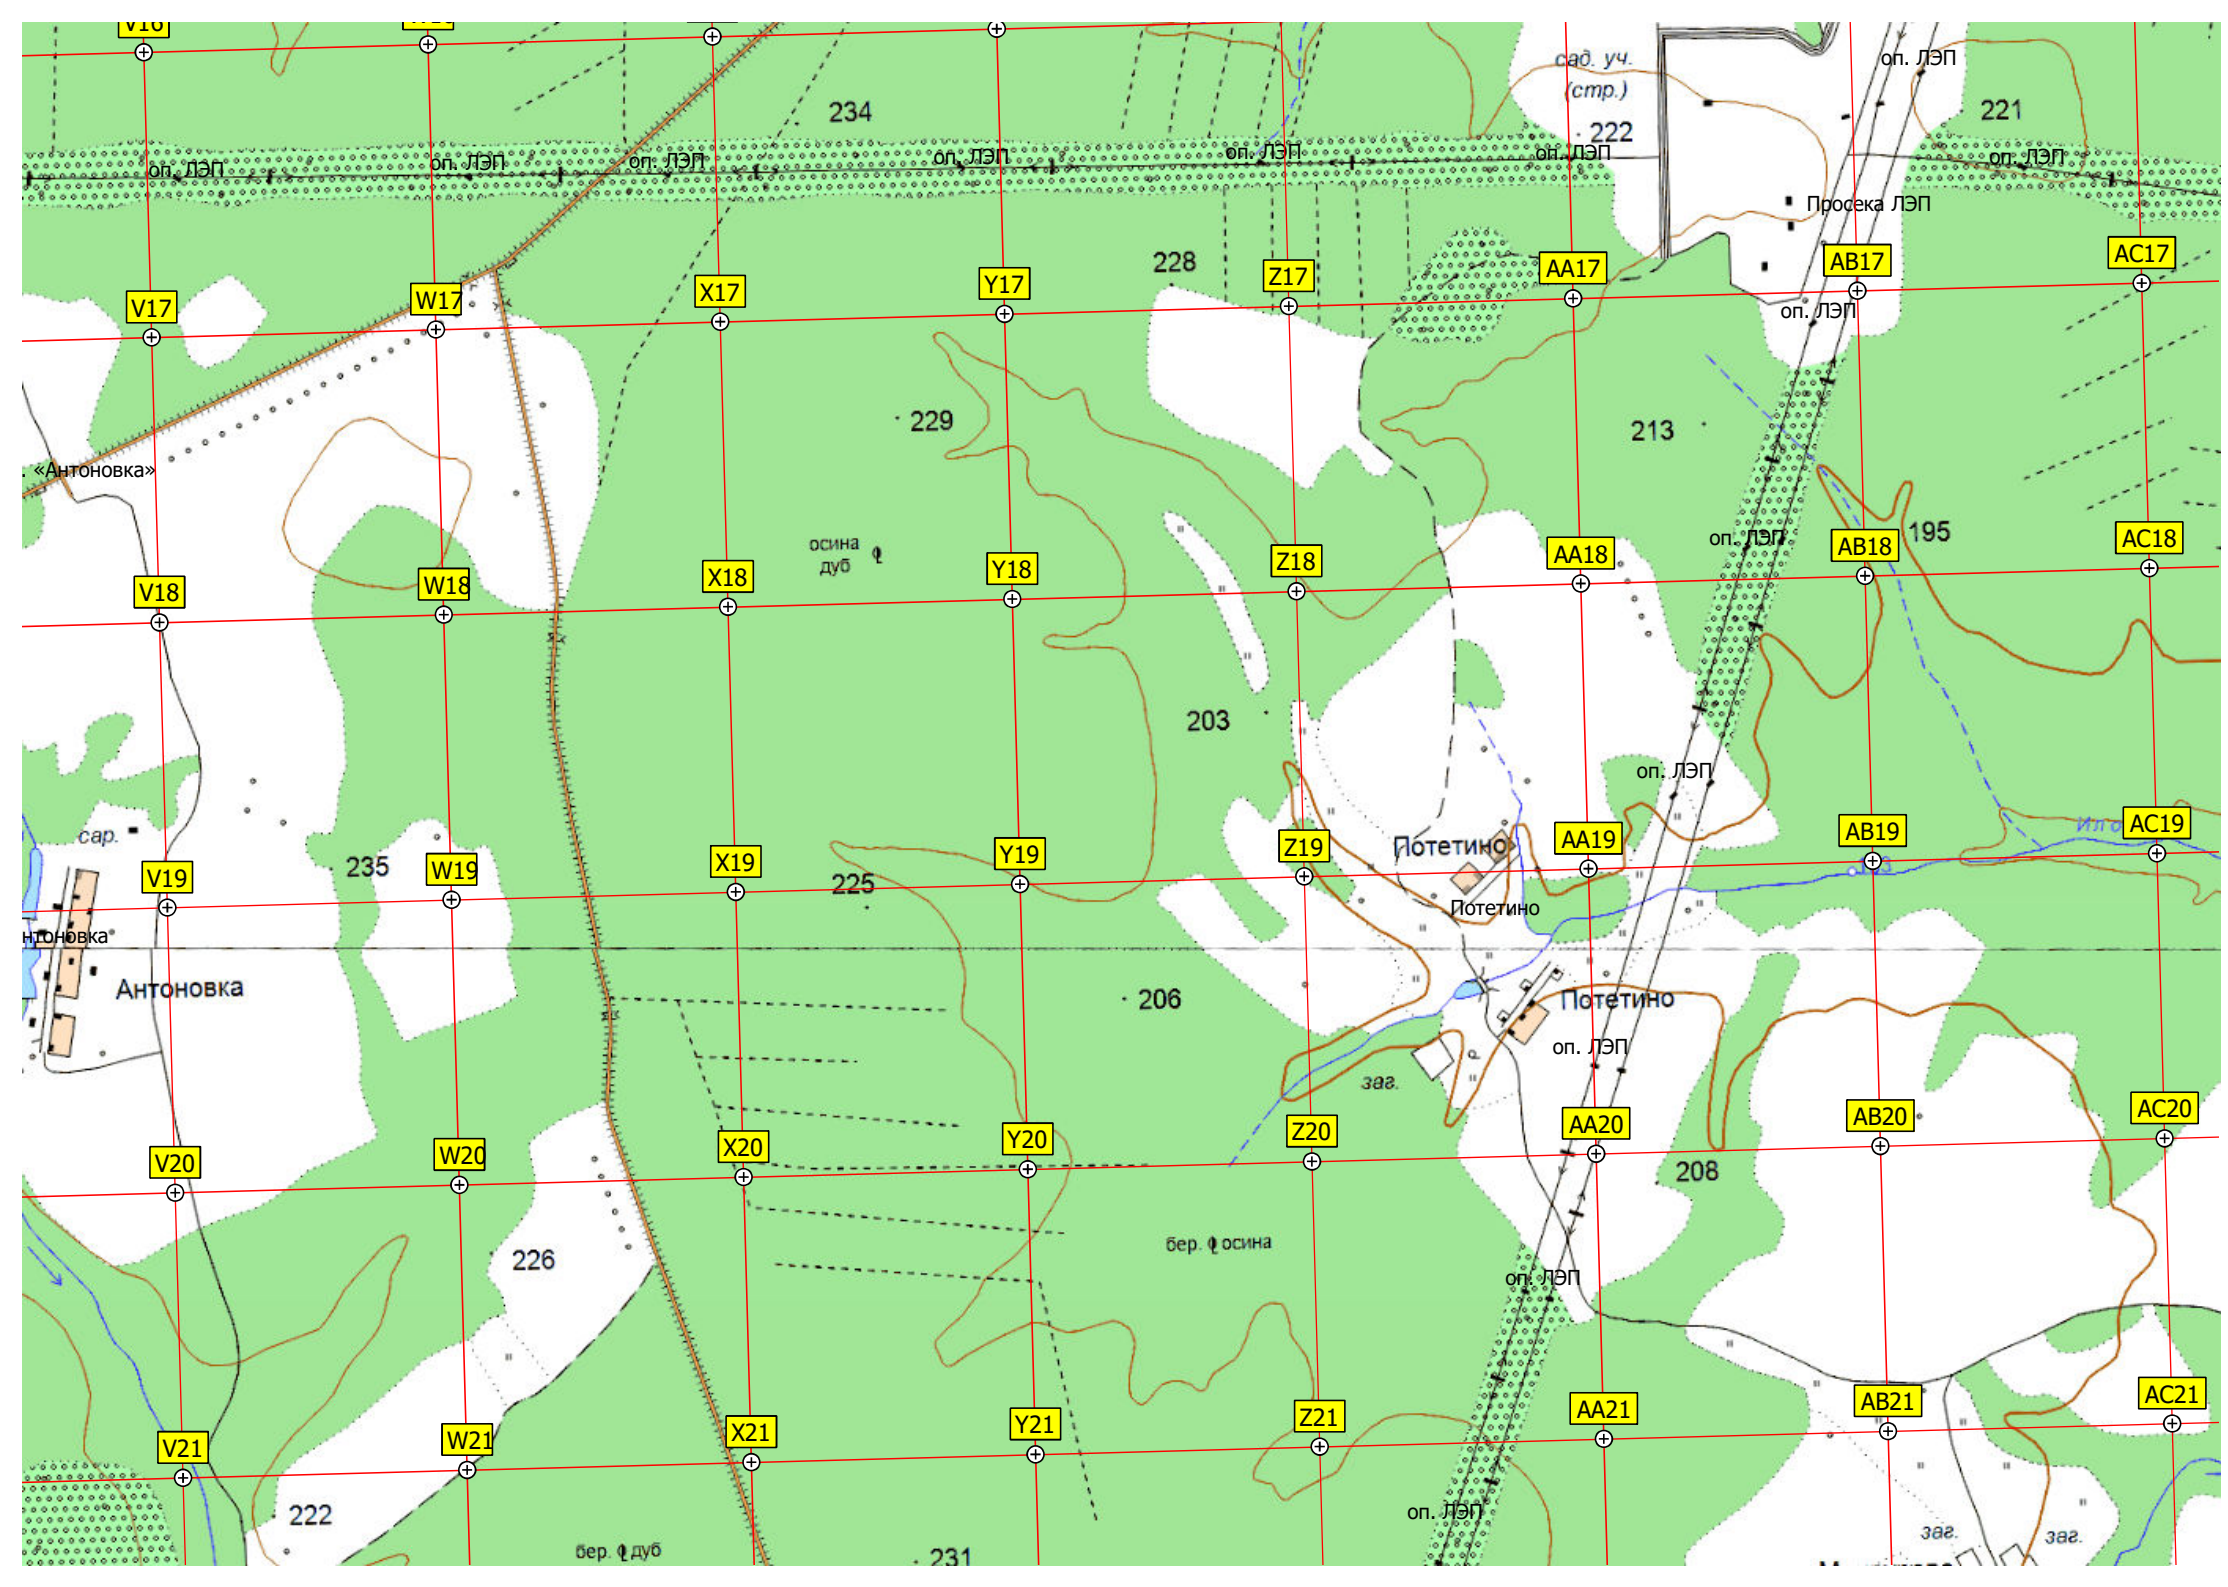 V16
оп. ЛЭП
сад. уч.
(стр.)
234
221
222
оп. ЛЭП
оп. ЛЭП
оп. ЛЭП
оп. ЛЭП
оп. ЛЭП
оп. ЛЭП
оп. ЛЭП
Просека ЛЭП
228
V17
W17
X17
Y17
Z17
AA17
AB17
AC17
оп. ЛЭП
229
213
. «Антоновка»
195
осина
дуб
оп. ЛЭП
V18
W18
X18
Y18
Z18
AA18
AB18
AC18
203
оп. ЛЭП
сар.
Потетино
235
225
V19
W19
X19
Y19
Z19
AA19
AB19
AC19
Потетино
нтоновка
Антоновка
206
Потетино
оп. ЛЭП
заг.
V20
W20
X20
Y20
Z20
AA20
AB20
AC20
208
226
бер. осина
оп. ЛЭП
V21
W21
X21
Y21
Z21
AA21
AB21
AC21
222
оп. ЛЭП
бер. дуб
231
заг.
заг.